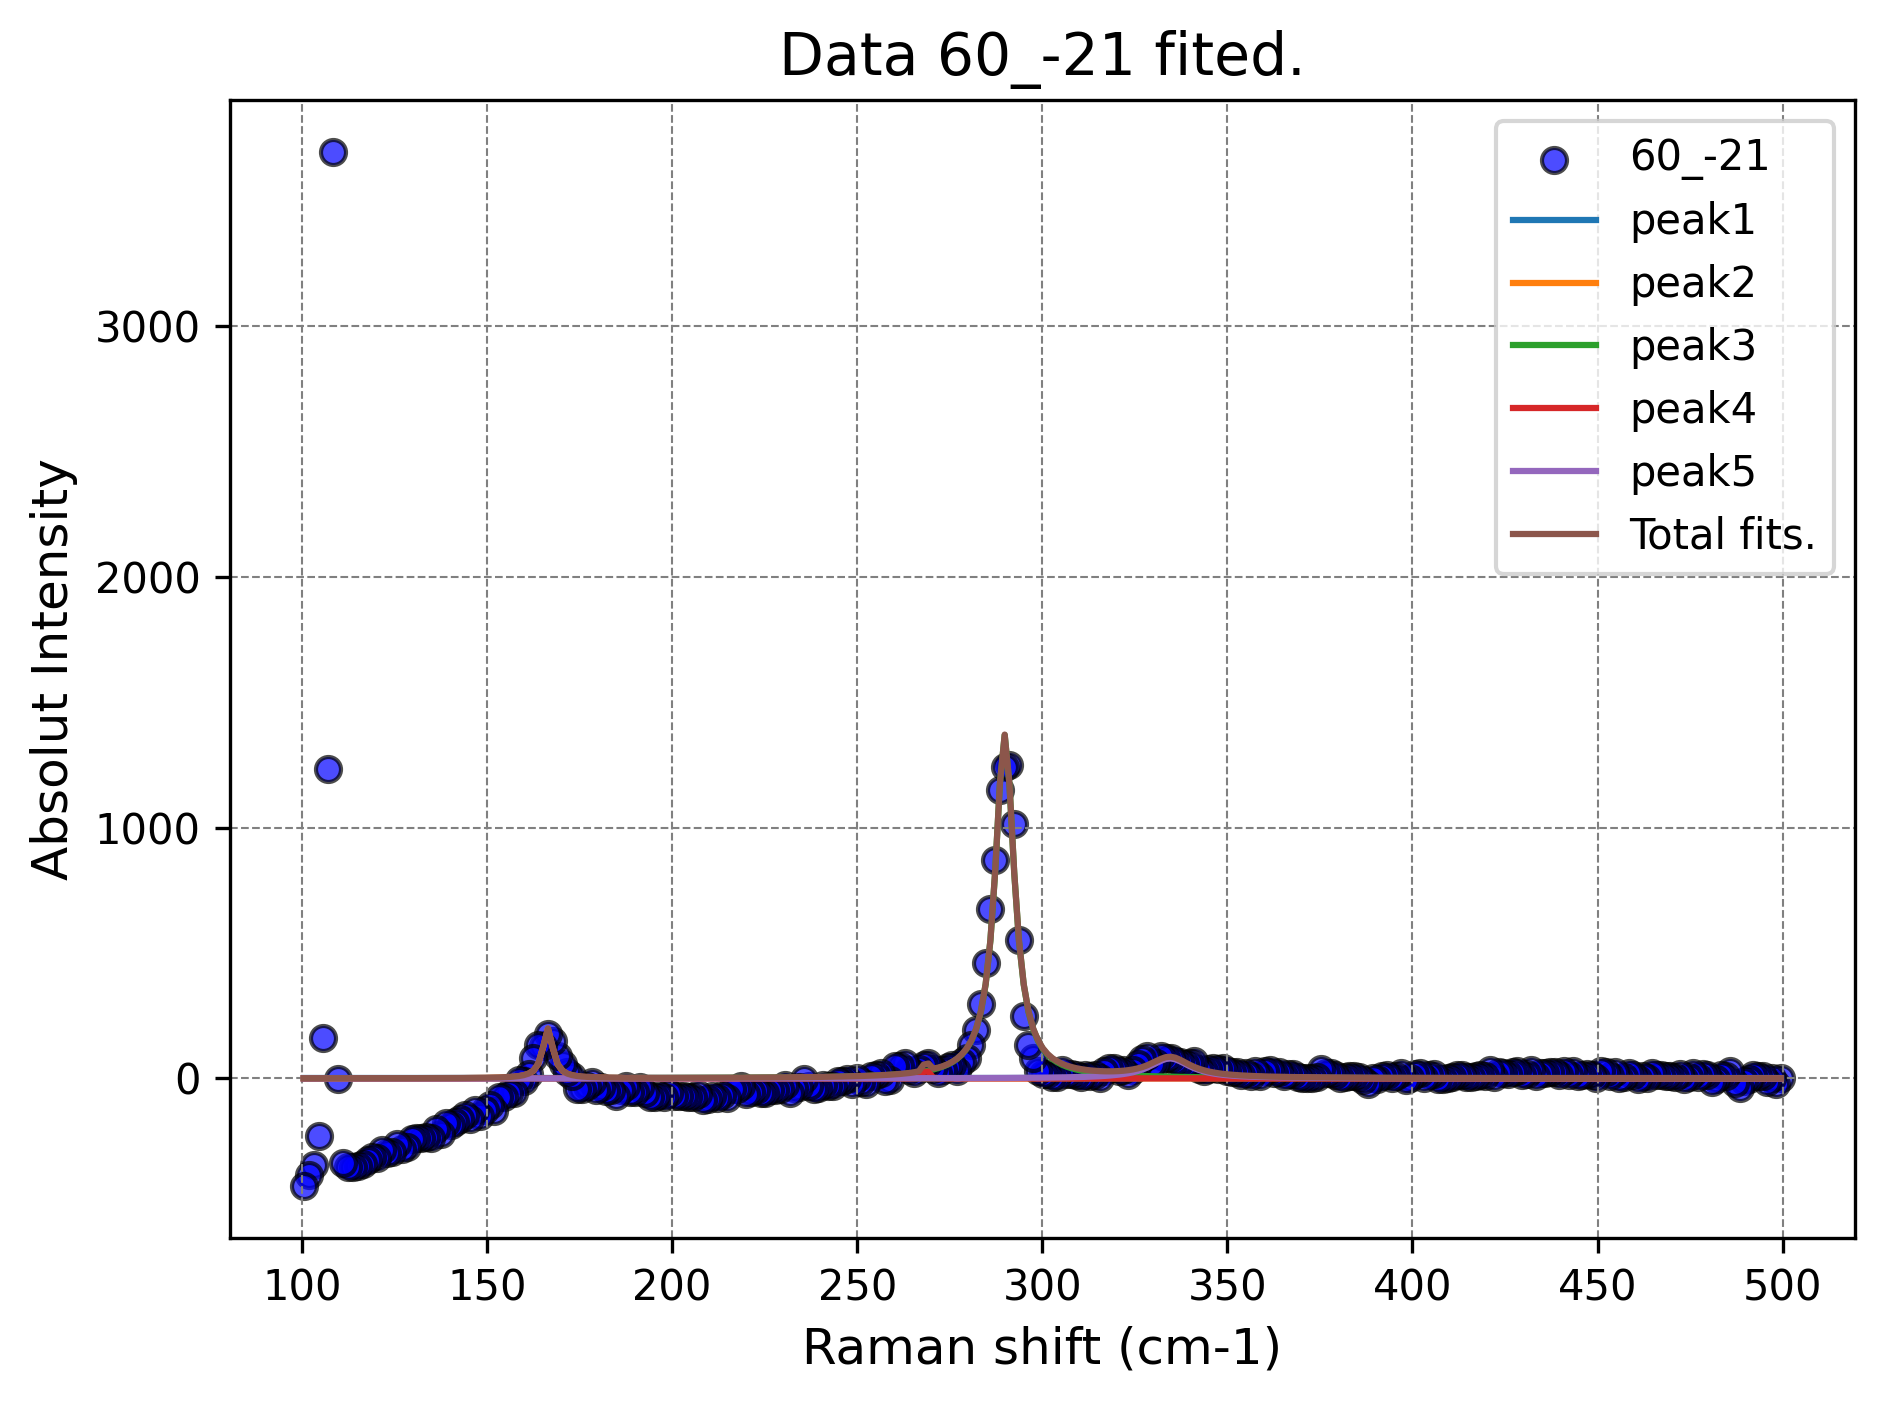 Data 60_-21 fited.
60_-21
peak1
peak2
peak3
peak4
peak5
Total fits.
3000
2000
1000
0
Absolut Intensity
100 150 200 250 300 350 400 450 500
Raman shift (cm-1)